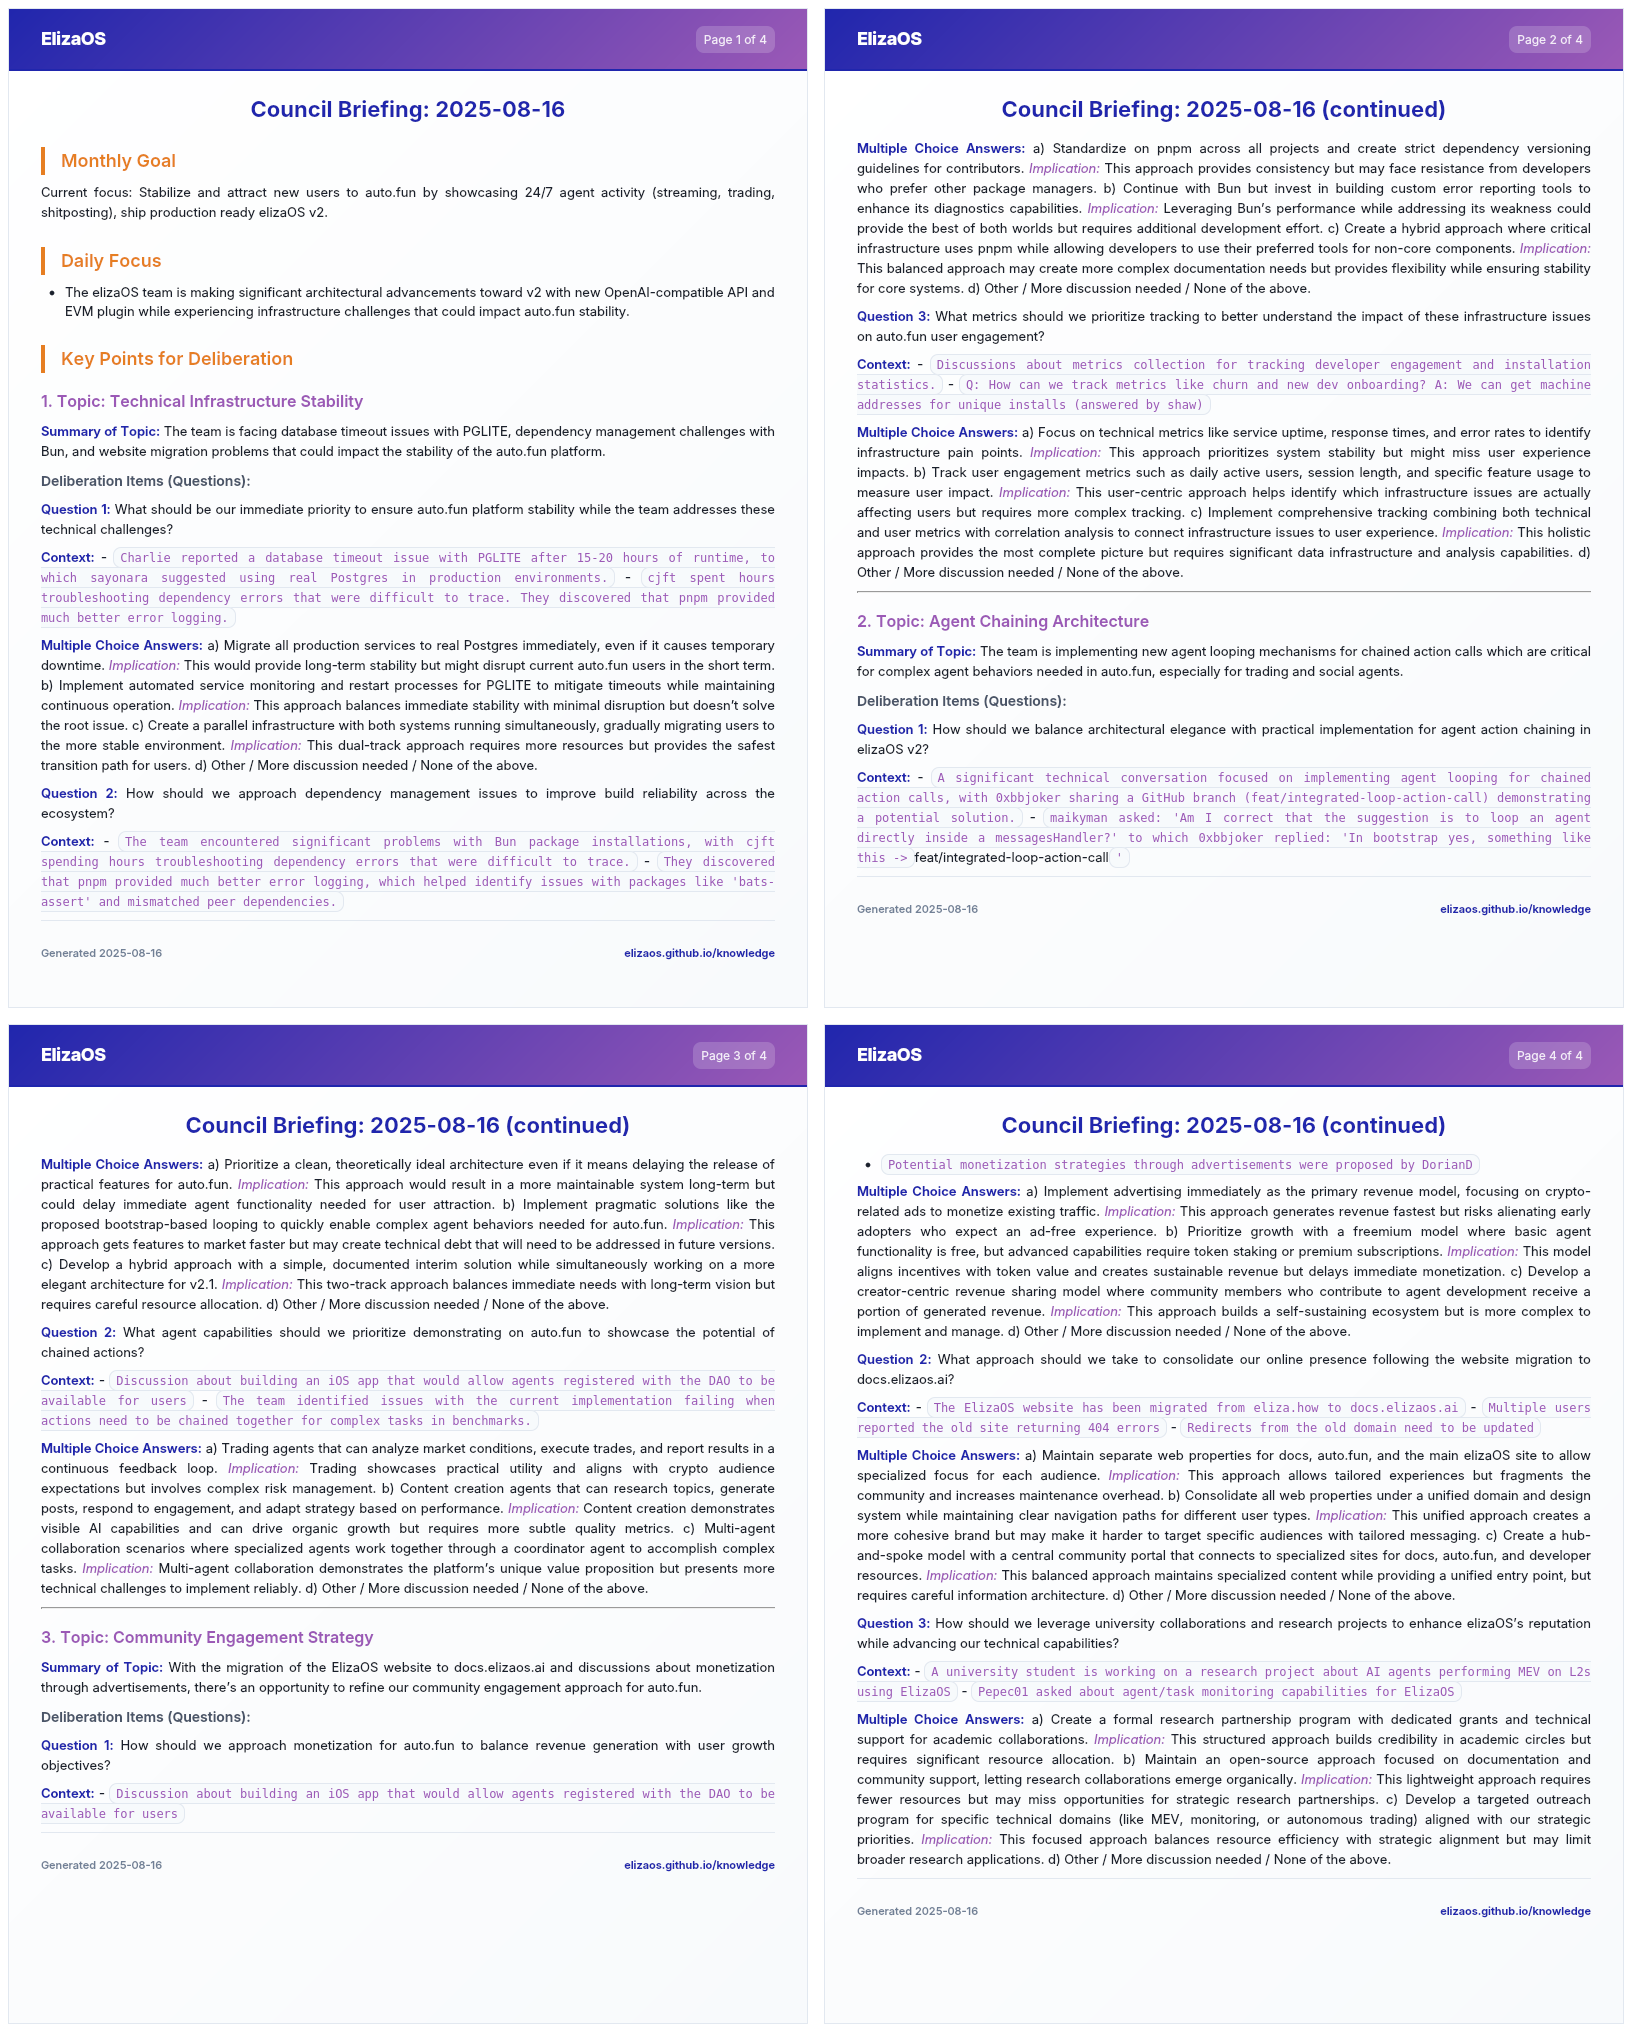 ElizaOS
Page 1 of 4
Council Briefing: 2025-08-16
Monthly Goal
Current focus: Stabilize and attract new users to auto.fun by showcasing 24/7 agent activity (streaming, trading,
shitposting), ship production ready elizaOS v2.
Daily Focus
• The elizaOS team is making significant architectural advancements toward v2 with new OpenAI-compatible API and
EVM plugin while experiencing infrastructure challenges that could impact auto.fun stability.
Key Points for Deliberation
1. Topic: Technical Infrastructure Stability
Summary of Topic: The team is facing database timeout issues with PGLITE, dependency management challenges with
Bun, and website migration problems that could impact the stability of the auto.fun platform.
Deliberation Items (Questions):
Question 1: What should be our immediate priority to ensure auto.fun platform stability while the team addresses these
technical challenges?
Context: - Charlie reported a database timeout issue with PGLITE after 15-20 hours of runtime, to
which sayonara suggested using real Postgres in production environments. - cjft spent hours
troubleshooting dependency errors that were difficult to trace. They discovered that pnpm provided
much better error logging.
Multiple Choice Answers: a) Migrate all production services to real Postgres immediately, even if it causes temporary
downtime. Implication: This would provide long-term stability but might disrupt current auto.fun users in the short term.
b) Implement automated service monitoring and restart processes for PGLITE to mitigate timeouts while maintaining
continuous operation. Implication: This approach balances immediate stability with minimal disruption but doesn't solve
the root issue. c) Create a parallel infrastructure with both systems running simultaneously, gradually migrating users to
the more stable environment. Implication: This dual-track approach requires more resources but provides the safest
transition path for users. d) Other / More discussion needed / None of the above.
Question 2: How should we approach dependency management issues to improve build reliability across the
ecosystem?
Context: - The team encountered significant problems with Bun package installations, with cjft
spending hours troubleshooting dependency errors that were difficult to trace. - They discovered
that pnpm provided much better error logging, which helped identify issues with packages like 'bats-
assert' and mismatched peer dependencies.
Generated 2025-08-16
elizaos.github.io/knowledge
ElizaOS
Page 2 of 4
Council Briefing: 2025-08-16 (continued)
Multiple Choice Answers: a) Standardize on pnpm across all projects and create strict dependency versioning
guidelines for contributors. Implication: This approach provides consistency but may face resistance from developers
who prefer other package managers. b) Continue with Bun but invest in building custom error reporting tools to
enhance its diagnostics capabilities. Implication: Leveraging Bun's performance while addressing its weakness could
provide the best of both worlds but requires additional development effort. c) Create a hybrid approach where critical
infrastructure uses pnpm while allowing developers to use their preferred tools for non-core components. Implication:
This balanced approach may create more complex documentation needs but provides flexibility while ensuring stability
for core systems. d) Other / More discussion needed / None of the above.
Question 3: What metrics should we prioritize tracking to better understand the impact of these infrastructure issues
on auto.fun user engagement?
Context: - Discussions about metrics collection for tracking developer engagement and installation
statistics. - Q: How can we track metrics like churn and new dev onboarding? A: We can get machine
addresses for unique installs (answered by shaw)
Multiple Choice Answers: a) Focus on technical metrics like service uptime, response times, and error rates to identify
infrastructure pain points. Implication: This approach prioritizes system stability but might miss user experience
impacts. b) Track user engagement metrics such as daily active users, session length, and specific feature usage to
measure user impact. Implication: This user-centric approach helps identify which infrastructure issues are actually
affecting users but requires more complex tracking. c) Implement comprehensive tracking combining both technical
and user metrics with correlation analysis to connect infrastructure issues to user experience. Implication: This holistic
approach provides the most complete picture but requires significant data infrastructure and analysis capabilities. d)
Other / More discussion needed / None of the above.
2. Topic: Agent Chaining Architecture
Summary of Topic: The team is implementing new agent looping mechanisms for chained action calls which are critical
for complex agent behaviors needed in auto.fun, especially for trading and social agents.
Deliberation Items (Questions):
Question 1: How should we balance architectural elegance with practical implementation for agent action chaining in
elizaOS v2?
Context: - A significant technical conversation focused on implementing agent looping for chained
action calls, with 0xbbjoker sharing a GitHub branch (feat/integrated-loop-action-call) demonstrating
a potential solution. - maikyman asked: 'Am I correct that the suggestion is to loop an agent
directly inside a messagesHandler?' to which 0xbbjoker replied: 'In bootstrap yes, something like
this -> feat/integrated-loop-action-call '
Generated 2025-08-16
elizaos.github.io/knowledge
ElizaOS
Page 3 of 4
Council Briefing: 2025-08-16 (continued)
Multiple Choice Answers: a) Prioritize a clean, theoretically ideal architecture even if it means delaying the release of
practical features for auto.fun. Implication: This approach would result in a more maintainable system long-term but
could delay immediate agent functionality needed for user attraction. b) Implement pragmatic solutions like the
proposed bootstrap-based looping to quickly enable complex agent behaviors needed for auto.fun. Implication: This
approach gets features to market faster but may create technical debt that will need to be addressed in future versions.
c) Develop a hybrid approach with a simple, documented interim solution while simultaneously working on a more
elegant architecture for v2.1. Implication: This two-track approach balances immediate needs with long-term vision but
requires careful resource allocation. d) Other / More discussion needed / None of the above.
Question 2: What agent capabilities should we prioritize demonstrating on auto.fun to showcase the potential of
chained actions?
Context: - Discussion about building an iOS app that would allow agents registered with the DAO to be
available for users - The team identified issues with the current implementation failing when
actions need to be chained together for complex tasks in benchmarks.
Multiple Choice Answers: a) Trading agents that can analyze market conditions, execute trades, and report results in a
continuous feedback loop. Implication: Trading showcases practical utility and aligns with crypto audience
expectations but involves complex risk management. b) Content creation agents that can research topics, generate
posts, respond to engagement, and adapt strategy based on performance. Implication: Content creation demonstrates
visible AI capabilities and can drive organic growth but requires more subtle quality metrics. c) Multi-agent
collaboration scenarios where specialized agents work together through a coordinator agent to accomplish complex
tasks. Implication: Multi-agent collaboration demonstrates the platform's unique value proposition but presents more
technical challenges to implement reliably. d) Other / More discussion needed / None of the above.
3. Topic: Community Engagement Strategy
Summary of Topic: With the migration of the ElizaOS website to docs.elizaos.ai and discussions about monetization
through advertisements, there's an opportunity to refine our community engagement approach for auto.fun.
Deliberation Items (Questions):
Question 1: How should we approach monetization for auto.fun to balance revenue generation with user growth
objectives?
Context: - Discussion about building an iOS app that would allow agents registered with the DAO to be
available for users
Generated 2025-08-16
elizaos.github.io/knowledge
ElizaOS
Page 4 of 4
Council Briefing: 2025-08-16 (continued)
• Potential monetization strategies through advertisements were proposed by DorianD
Multiple Choice Answers: a) Implement advertising immediately as the primary revenue model, focusing on crypto-
related ads to monetize existing traffic. Implication: This approach generates revenue fastest but risks alienating early
adopters who expect an ad-free experience. b) Prioritize growth with a freemium model where basic agent
functionality is free, but advanced capabilities require token staking or premium subscriptions. Implication: This model
aligns incentives with token value and creates sustainable revenue but delays immediate monetization. c) Develop a
creator-centric revenue sharing model where community members who contribute to agent development receive a
portion of generated revenue. Implication: This approach builds a self-sustaining ecosystem but is more complex to
implement and manage. d) Other / More discussion needed / None of the above.
Question 2: What approach should we take to consolidate our online presence following the website migration to
docs.elizaos.ai?
Context: - The ElizaOS website has been migrated from eliza.how to docs.elizaos.ai - Multiple users
reported the old site returning 404 errors - Redirects from the old domain need to be updated
Multiple Choice Answers: a) Maintain separate web properties for docs, auto.fun, and the main elizaOS site to allow
specialized focus for each audience. Implication: This approach allows tailored experiences but fragments the
community and increases maintenance overhead. b) Consolidate all web properties under a unified domain and design
system while maintaining clear navigation paths for different user types. Implication: This unified approach creates a
more cohesive brand but may make it harder to target specific audiences with tailored messaging. c) Create a hub-
and-spoke model with a central community portal that connects to specialized sites for docs, auto.fun, and developer
resources. Implication: This balanced approach maintains specialized content while providing a unified entry point, but
requires careful information architecture. d) Other / More discussion needed / None of the above.
Question 3: How should we leverage university collaborations and research projects to enhance elizaOS's reputation
while advancing our technical capabilities?
Context: - A university student is working on a research project about AI agents performing MEV on L2s
using ElizaOS - Pepec01 asked about agent/task monitoring capabilities for ElizaOS
Multiple Choice Answers: a) Create a formal research partnership program with dedicated grants and technical
support for academic collaborations. Implication: This structured approach builds credibility in academic circles but
requires significant resource allocation. b) Maintain an open-source approach focused on documentation and
community support, letting research collaborations emerge organically. Implication: This lightweight approach requires
fewer resources but may miss opportunities for strategic research partnerships. c) Develop a targeted outreach
program for specific technical domains (like MEV, monitoring, or autonomous trading) aligned with our strategic
priorities. Implication: This focused approach balances resource efficiency with strategic alignment but may limit
broader research applications. d) Other / More discussion needed / None of the above.
Generated 2025-08-16
elizaos.github.io/knowledge